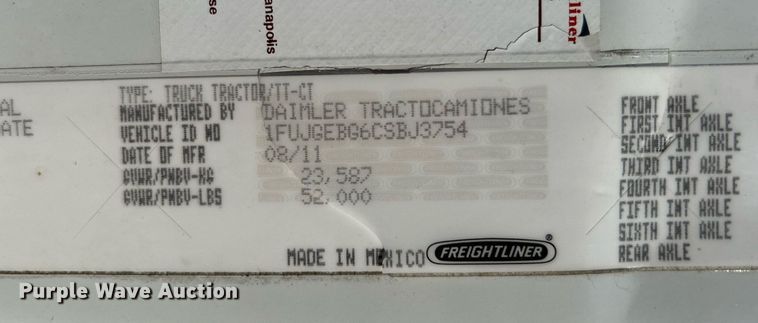 se
anapolis
liner
AL
ATE
TYPE: TRUCK TRACTOR/TT-CT
MANUFACTURED BY DAIMLER TRACTOCAMIONES
VEHICLE ID NO 1FUJGEBG6CSBJ3754
DATE OF MFR 08/11
GVWR/PNBV-KG 23,587
GVWR/PNBV-LBS 52,000
MADE IN MEXICO FREIGHTLINER®
FRONT AXLE
FIRST INT AXLE
SECOND INT AXLE
THIRD INT AXLE
FOURTH INT AXLE
FIFTH INT AXLE
SIXTH INT AXLE
REAR AXLE
Purple Wave Auction